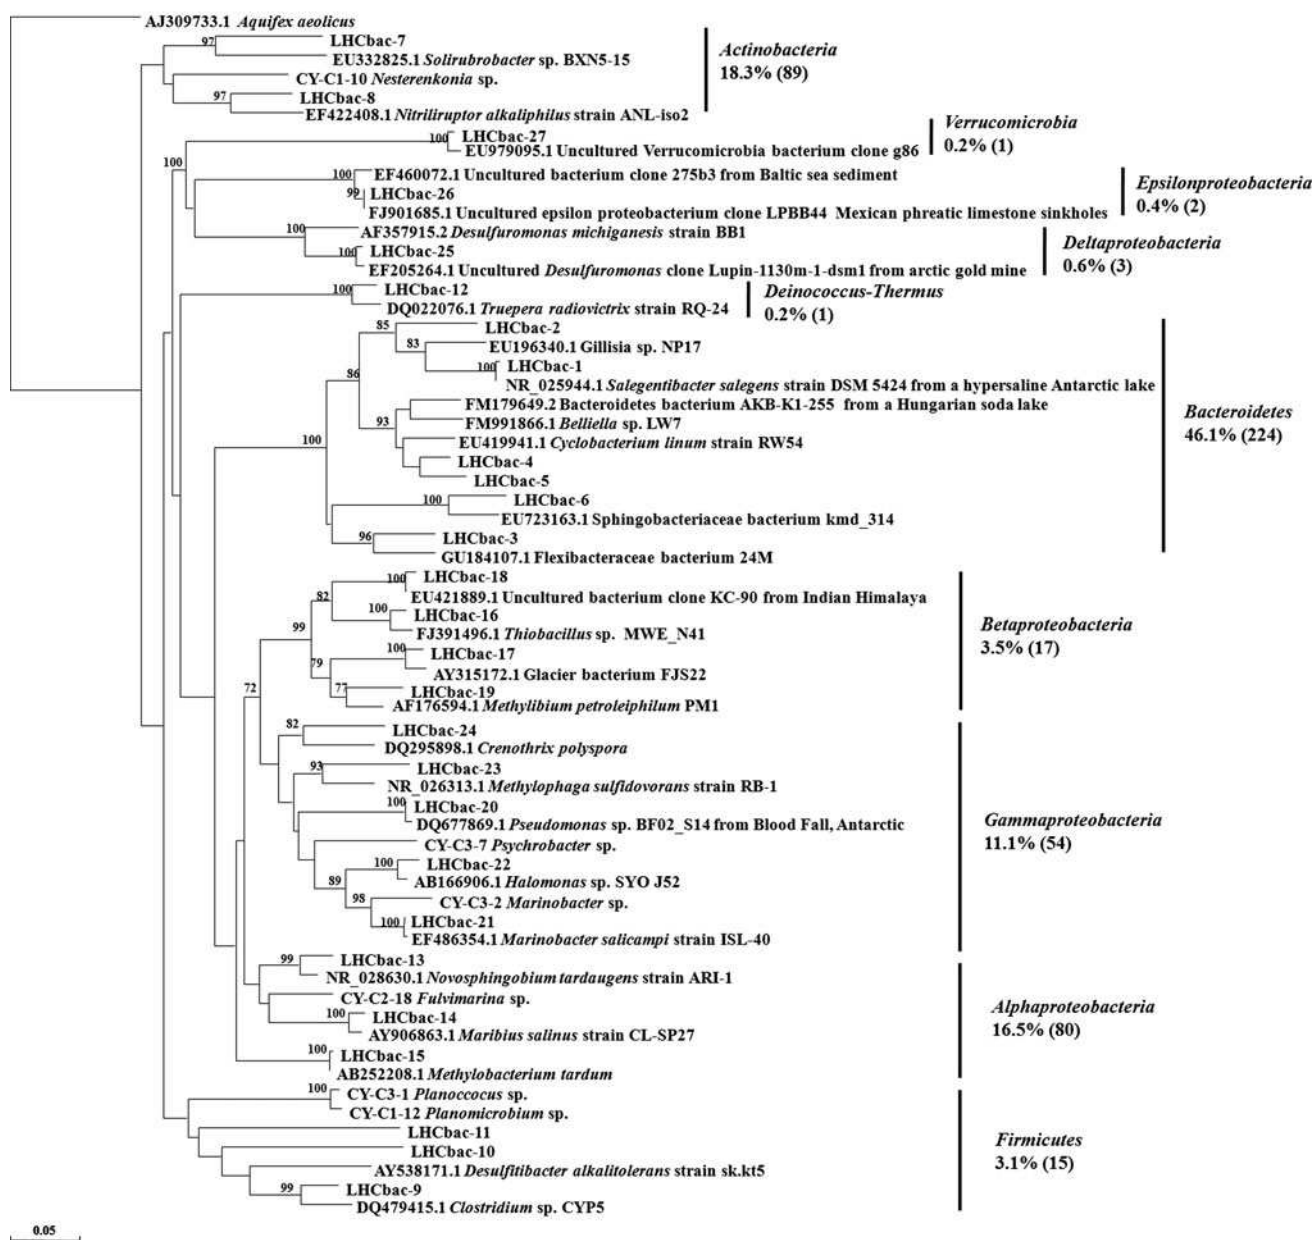 AJ309733.1 Aquifex aeolicus
97
LHCbac-7
EU332825.1 Solirubrobacter sp. BXN5-15
CY-C1-10 Nesterenkonia sp.
97
LHCbac-8
EF422408.1 Nitriliruptor alkaliphilus strain ANL-iso2
Actinobacteria
18.3% (89)
100
100
LHCbac-27
EU979095.1 Uncultured Verrucomicrobia bacterium clone g86
Verrucomicrobia
0.2% (1)
100
EF460072.1 Uncultured bacterium clone 275b3 from Baltic sea sediment
99
LHCbac-26
FJ901685.1 Uncultured epsilon proteobacterium clone LPBB44 Mexican phreatic limestone sinkholes
Epsilonproteobacteria
0.4% (2)
100
AF357915.2 Desulfuromonas michiganesis strain BB1
100
LHCbac-25
EF205264.1 Uncultured Desulfuromonas clone Lupin-1130m-1-dsm1 from arctic gold mine
Deltaproteobacteria
0.6% (3)
100
LHCbac-12
DQ022076.1 Truepera radiovictrix strain RQ-24
Deinococcus-Thermus
0.2% (1)
85
LHCbac-2
83
EU196340.1 Gillisia sp. NP17
100
LHCbac-1
NR_025944.1 Salegentibacter salegens strain DSM 5424 from a hypersaline Antarctic lake
86
FM179649.2 Bacteroidetes bacterium AKB-K1-255 from a Hungarian soda lake
93
FM991866.1 Belliella sp. LW7
EU419941.1 Cyclobacterium linum strain RW54
100
LHCbac-4
LHCbac-5
100
LHCbac-6
EU723163.1 Sphingobacteriaceae bacterium kmd_314
96
LHCbac-3
GU184107.1 Flexibacteraceae bacterium 24M
Bacteroidetes
46.1% (224)
100
LHCbac-18
82
EU421889.1 Uncultured bacterium clone KC-90 from Indian Himalaya
100
LHCbac-16
99
FJ391496.1 Thiobacillus sp. MWE_N41
100
LHCbac-17
79
AY315172.1 Glacier bacterium FJS22
77
LHCbac-19
AF176594.1 Methylibium petroleiphilum PM1
Betaproteobacteria
3.5% (17)
72
82
LHCbac-24
DQ295898.1 Crenothrix polyspora
93
LHCbac-23
NR_026313.1 Methylophaga sulfidovorans strain RB-1
100
LHCbac-20
DQ677869.1 Pseudomonas sp. BF02_S14 from Blood Fall, Antarctic
CY-C3-7 Psychrobacter sp.
100
LHCbac-22
89
AB166906.1 Halomonas sp. SYO J52
98
CY-C3-2 Marinobacter sp.
100
LHCbac-21
EF486354.1 Marinobacter salicampi strain ISL-40
Gammaproteobacteria
11.1% (54)
99
LHCbac-13
NR_028630.1 Novosphingobium tardaugens strain ARI-1
CY-C2-18 Fulvimarina sp.
100
LHCbac-14
AY906863.1 Maribius salinus strain CL-SP27
100
LHCbac-15
AB252208.1 Methylobacterium tardum
Alphaproteobacteria
16.5% (80)
100
CY-C3-1 Planoccocus sp.
CY-C1-12 Planomicrobium sp.
LHCbac-11
LHCbac-10
AY538171.1 Desulfitibacter alkalitolerans strain sk.kt5
99
LHCbac-9
DQ479415.1 Clostridium sp. CYP5
Firmicutes
3.1% (15)
0.05